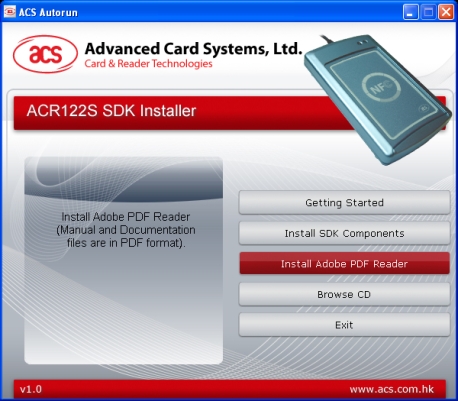 ACS Autorun
acs
Advanced Card Systems, Ltd.
Card & Reader Technologies
ACR122S SDK Installer
NFC
Install Adobe PDF Reader
(Manual and Documentation
files are in PDF format).
Getting Started
Install SDK Components
Install Adobe PDF Reader
Browse CD
Exit
v1.0
www.acs.com.hk